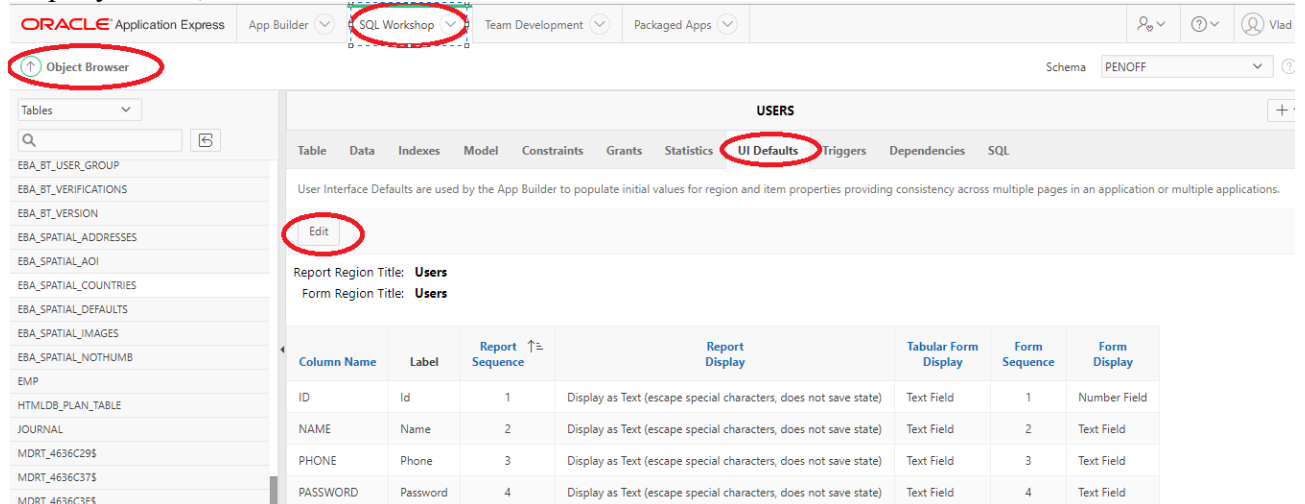 ORACLE Application Express App Builder SQL Workshop Team Development Packaged Apps Vlad
Object Browser Schema PENOFF
Tables USERS
Table Data Indexes Model Constraints Grants Statistics UI Defaults Triggers Dependencies SQL
EBA_BT_USER_GROUP
User Interface Defaults are used by the App Builder to populate initial values for region and item properties providing consistency across multiple pages in an application or multiple applications.
EBA_BT_VERIFICATIONS
EBA_BT_VERSION
Edit
EBA_SPATIAL_ADDRESSES
EBA_SPATIAL_AOI
Report Region Title: Users
EBA_SPATIAL_COUNTRIES
Form Region Title: Users
EBA_SPATIAL_DEFAULTS
EBA_SPATIAL_IMAGES
EBA_SPATIAL_NOTHUMB
EMP
HTMLDB_PLAN_TABLE
JOURNAL
MDRT_4636C29$
MDRT_4636C37$
MDRT_4636C3E$
Column Name Label Report Sequence Report Display Tabular Form Display Form Sequence Form Display
ID Id 1 Display as Text (escape special characters, does not save state) Text Field 1 Number Field
NAME Name 2 Display as Text (escape special characters, does not save state) Text Field 2 Text Field
PHONE Phone 3 Display as Text (escape special characters, does not save state) Text Field 3 Text Field
PASSWORD Password 4 Display as Text (escape special characters, does not save state) Text Field 4 Text Field